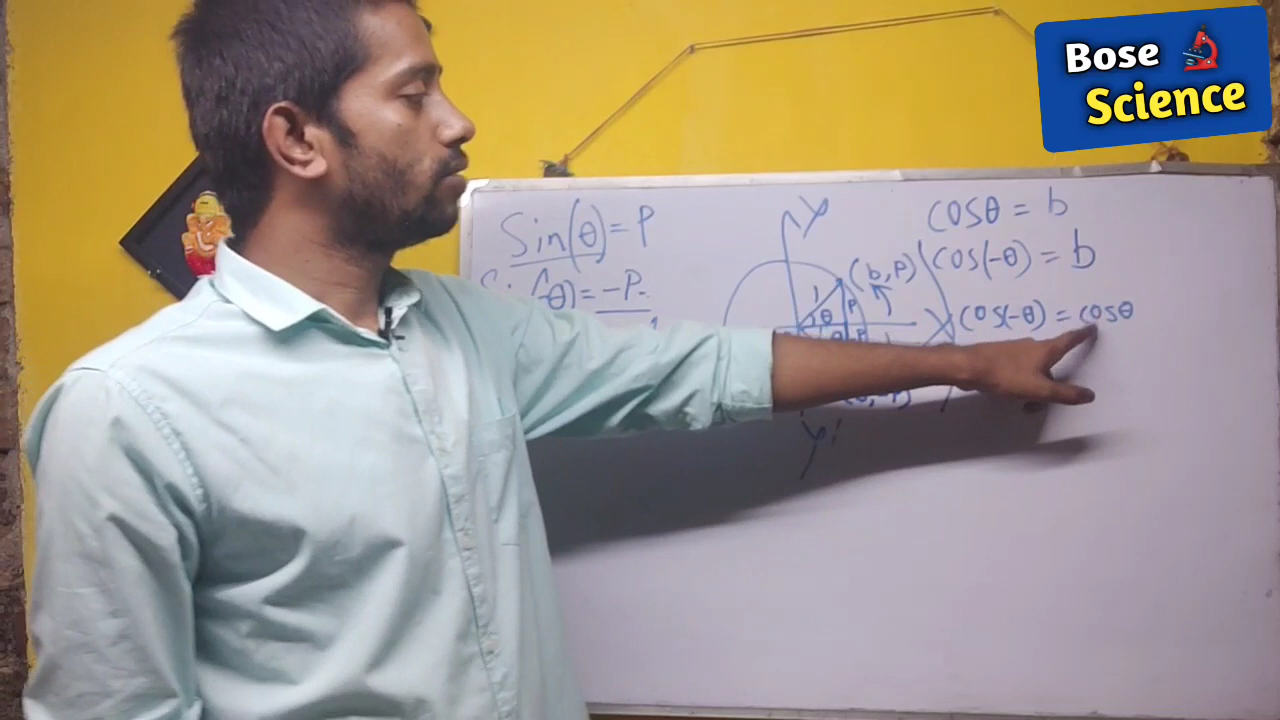 Bose
Science
Sin(θ) = P
(-θ) = -P.
Y
(b, P)
1
θ
P
Y'
cosθ = b
cos(-θ) = b
cos(-θ) = cosθ